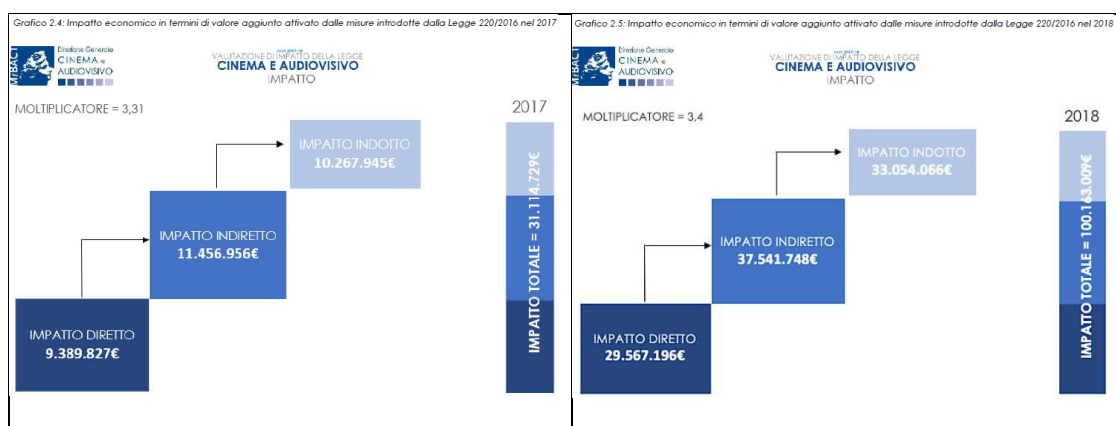 Grafico 2.4: Impatto economico in termini di valore aggiunto attivato dalle misure introdotte dalla Legge 220/2016 nel 2017
MiBACT
Direzione Generale
CINEMA e
AUDIOVISIVO
VALUTAZIONE DI IMPATTO DELLA LEGGE
CINEMA E AUDIOVISIVO
IMPATTO
MOLTIPLICATORE = 3,31
2017
IMPATTO INDOTTO
10.267.945€
IMPATTO INDIRETTO
11.456.956€
IMPATTO DIRETTO
9.389.827€
IMPATTO TOTALE = 31.114.729€
Grafico 2.5: Impatto economico in termini di valore aggiunto attivato dalle misure introdotte dalla Legge 220/2016 nel 2018
MiBACT
Direzione Generale
CINEMA e
AUDIOVISIVO
VALUTAZIONE DI IMPATTO DELLA LEGGE
CINEMA E AUDIOVISIVO
IMPATTO
MOLTIPLICATORE = 3,4
2018
IMPATTO INDOTTO
33.054.066€
IMPATTO INDIRETTO
37.541.748€
IMPATTO DIRETTO
29.567.196€
IMPATTO TOTALE = 100.163.009€